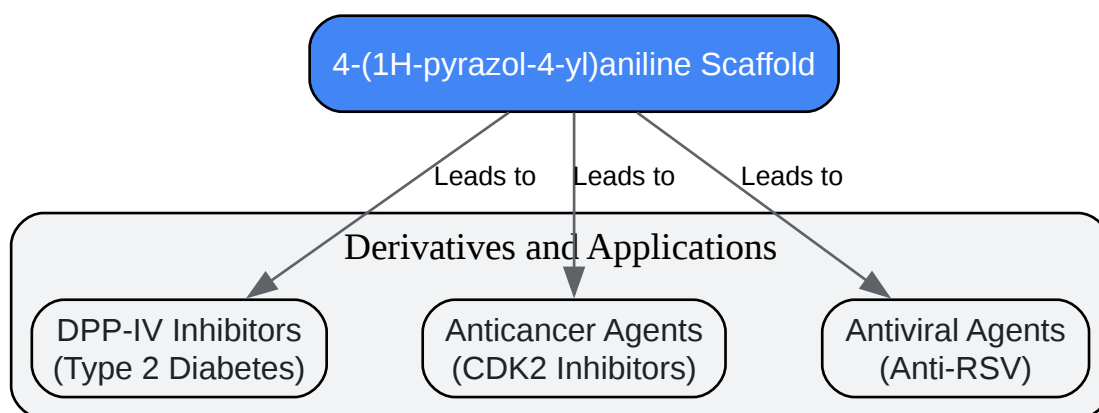 4-(1H-pyrazol-4-yl)aniline Scaffold
Leads to
Leads to
Leads to
Derivatives and Applications
DPP-IV Inhibitors
(Type 2 Diabetes)
Anticancer Agents
(CDK2 Inhibitors)
Antiviral Agents
(Anti-RSV)